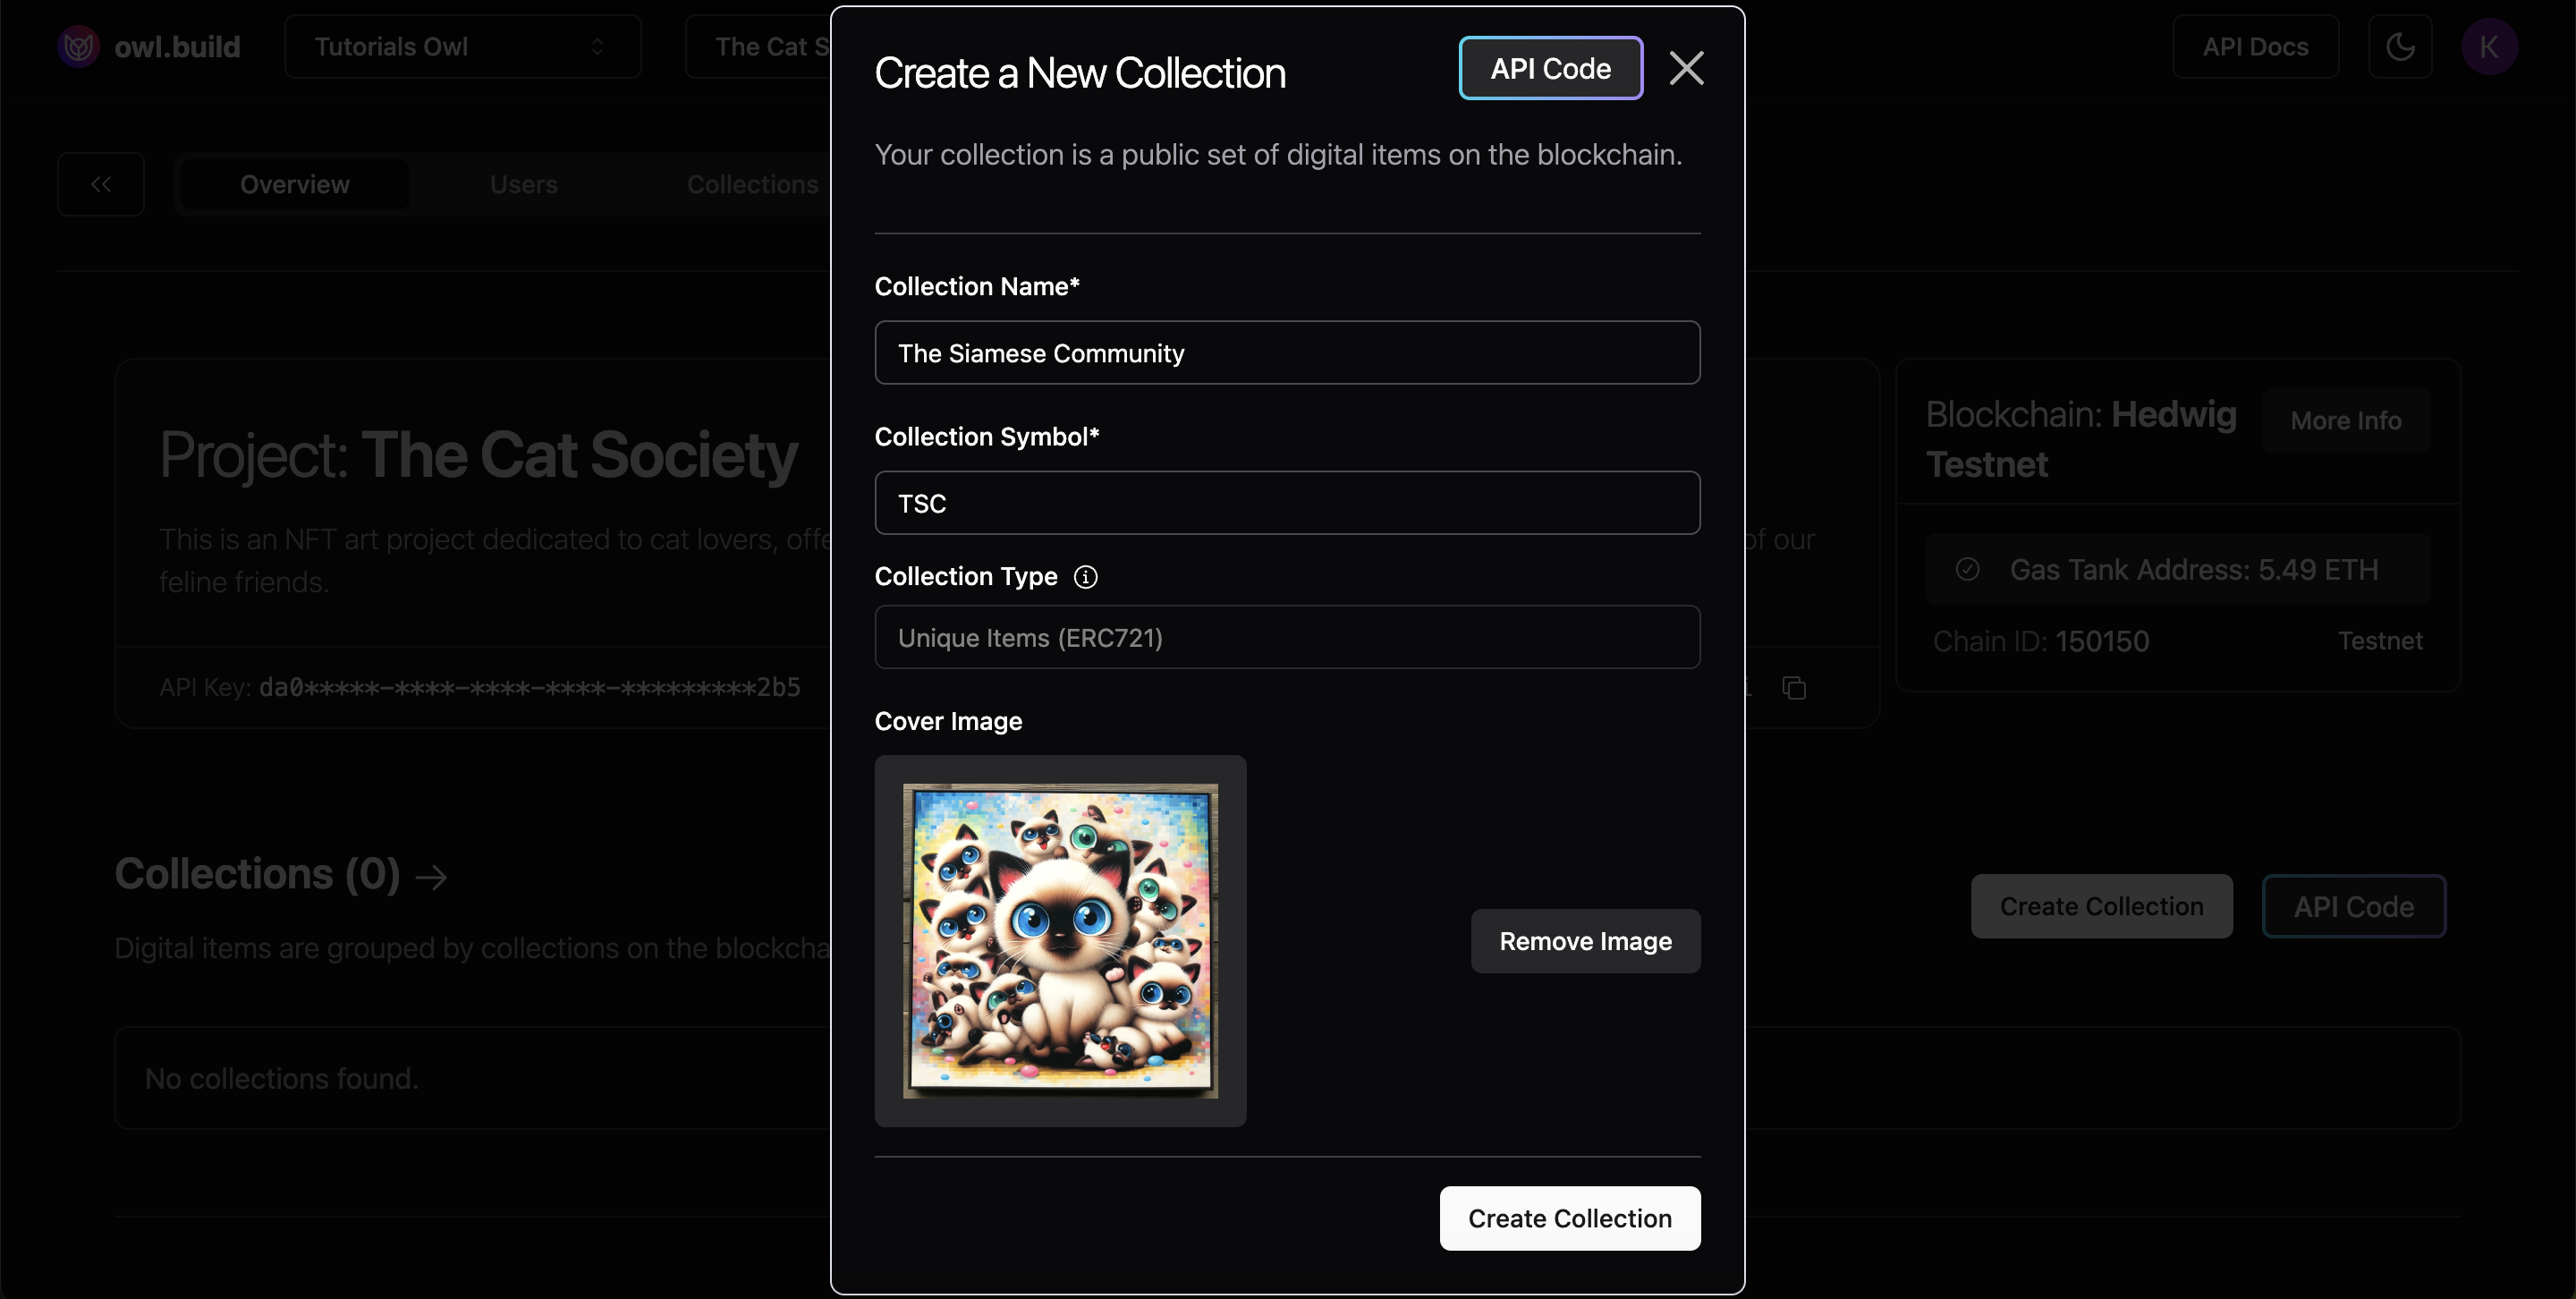 owl.build
Tutorials Owl
The Cat S
API Docs
K
Overview
Users
Collections
Project: The Cat Society
This is an NFT art project dedicated to cat lovers, offe
of our
feline friends.
API Key: da0*****-****-****-****-*********2b5
Blockchain: Hedwig
Testnet
More Info
Gas Tank Address: 5.49 ETH
Chain ID: 150150
Testnet
Collections (0)
Create Collection
API Code
Digital items are grouped by collections on the blockcha
No collections found.
Create a New Collection
API Code
Your collection is a public set of digital items on the blockchain.
Collection Name*
The Siamese Community
Collection Symbol*
TSC
Collection Type
Unique Items (ERC721)
Cover Image
Remove Image
Create Collection